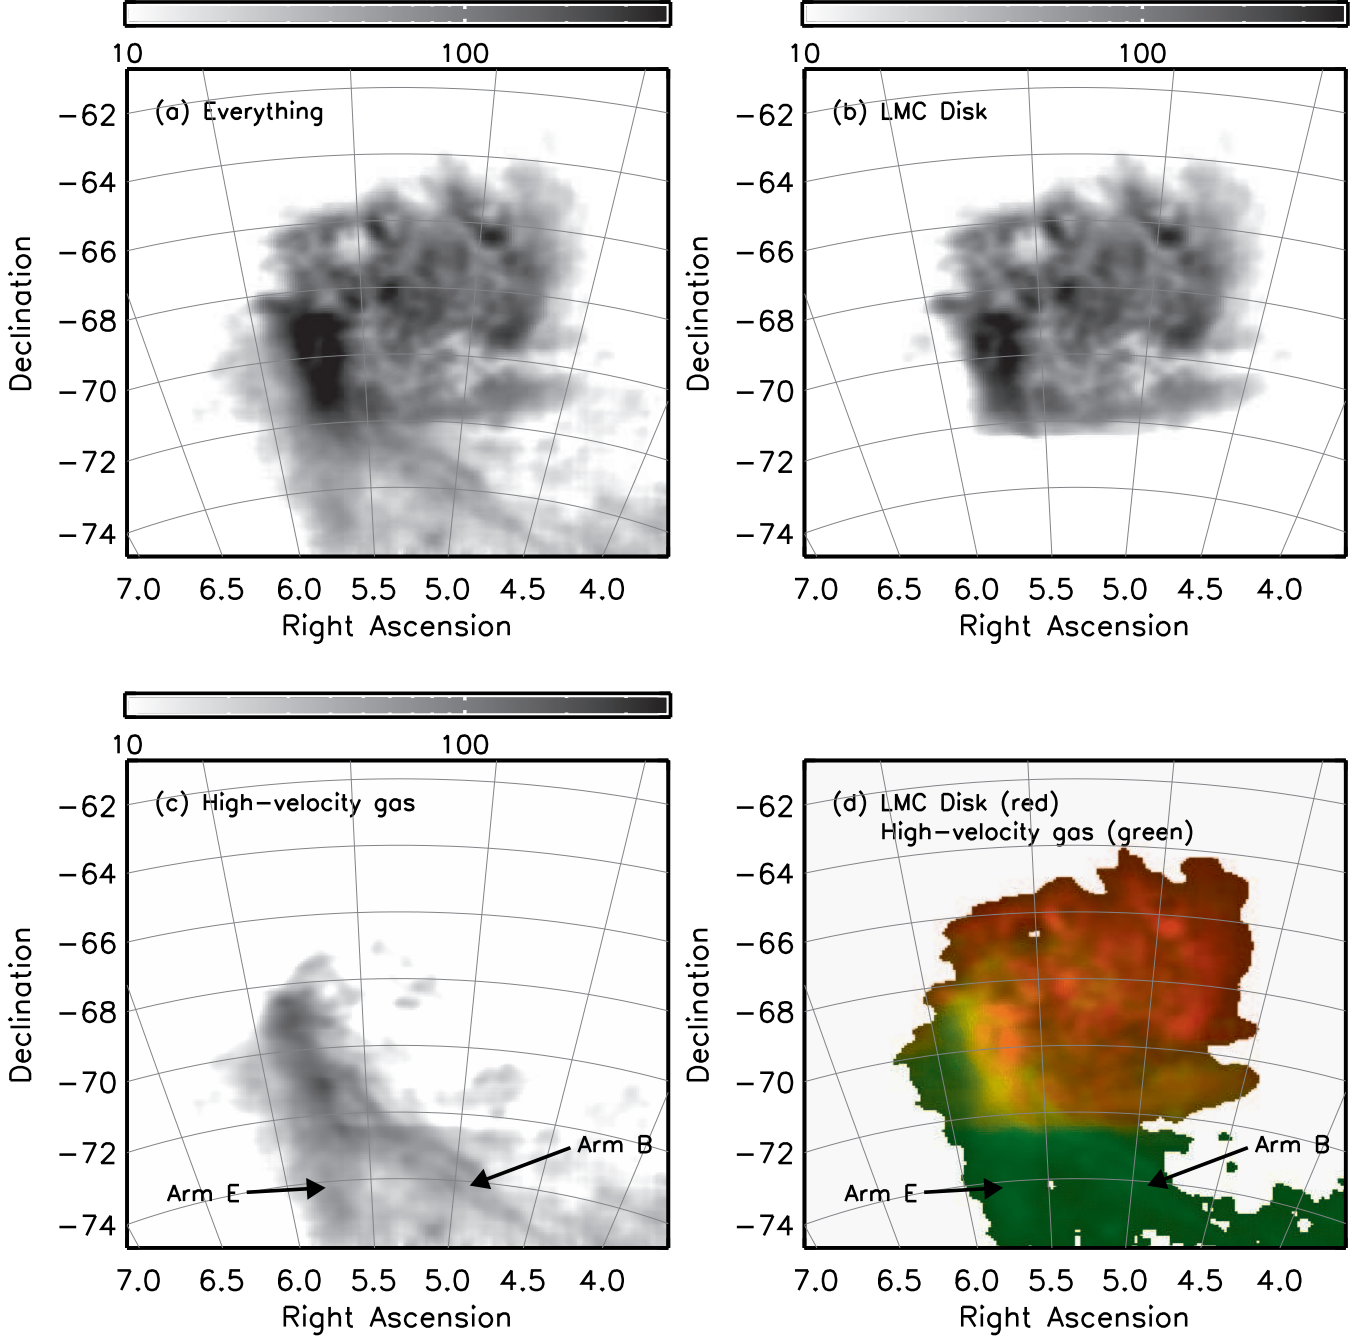 10 100
10 100
(a) Everything
(b) LMC Disk
−62
−64
−66
−68
−70
−72
−74
Declination
−62
−64
−66
−68
−70
−72
−74
Declination
7.0 6.5 6.0 5.5 5.0 4.5 4.0
Right Ascension
7.0 6.5 6.0 5.5 5.0 4.5 4.0
Right Ascension
10 100
(c) High−velocity gas
−62
−64
−66
−68
−70
−72
−74
Declination
Arm B
Arm E
7.0 6.5 6.0 5.5 5.0 4.5 4.0
Right Ascension
(d) LMC Disk (red)
High−velocity gas (green)
−62
−64
−66
−68
−70
−72
−74
Declination
Arm B
Arm E
7.0 6.5 6.0 5.5 5.0 4.5 4.0
Right Ascension